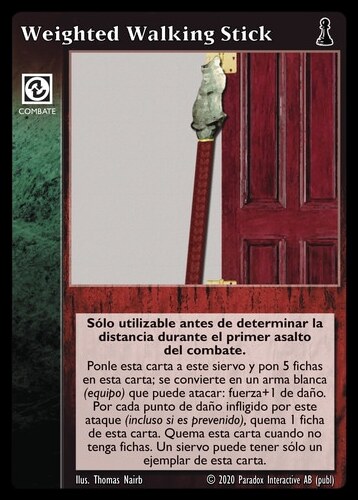 Weighted Walking Stick
COMBATE
Sólo utilizable antes de determinar la
distancia durante el primer asalto
del combate.
Ponle esta carta a este siervo y pon 5 fichas
en esta carta; se convierte en un arma blanca
(equipo) que puede atacar: fuerza+1 de daño.
Por cada punto de daño infligido por este
ataque (incluso si es prevenido), quema 1 ficha
de esta carta. Quema esta carta cuando no
tenga fichas. Un siervo puede tener sólo un
ejemplar de esta carta.
Ilus. Thomas Nairb
© 2020 Paradox Interactive AB (publ)